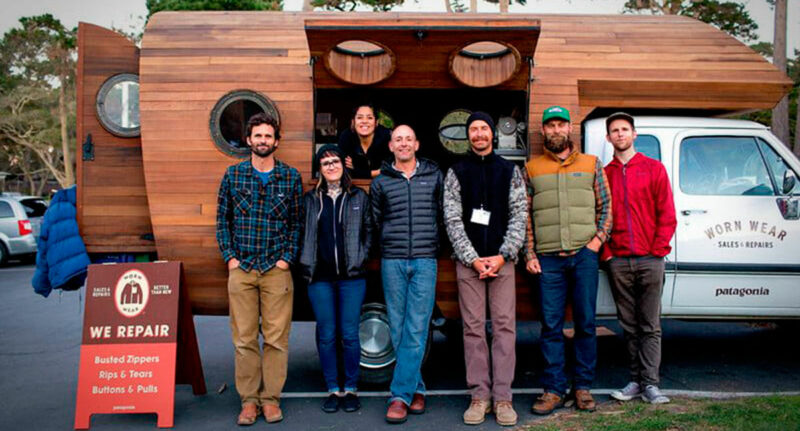 SALES & REPAIRS
WORN WEAR
BETTER THAN NEW
WE REPAIR
Busted Zippers
Rips & Tears
Buttons & Pulls
patagonia
WORN WEAR
SALES & REPAIRS
patagonia